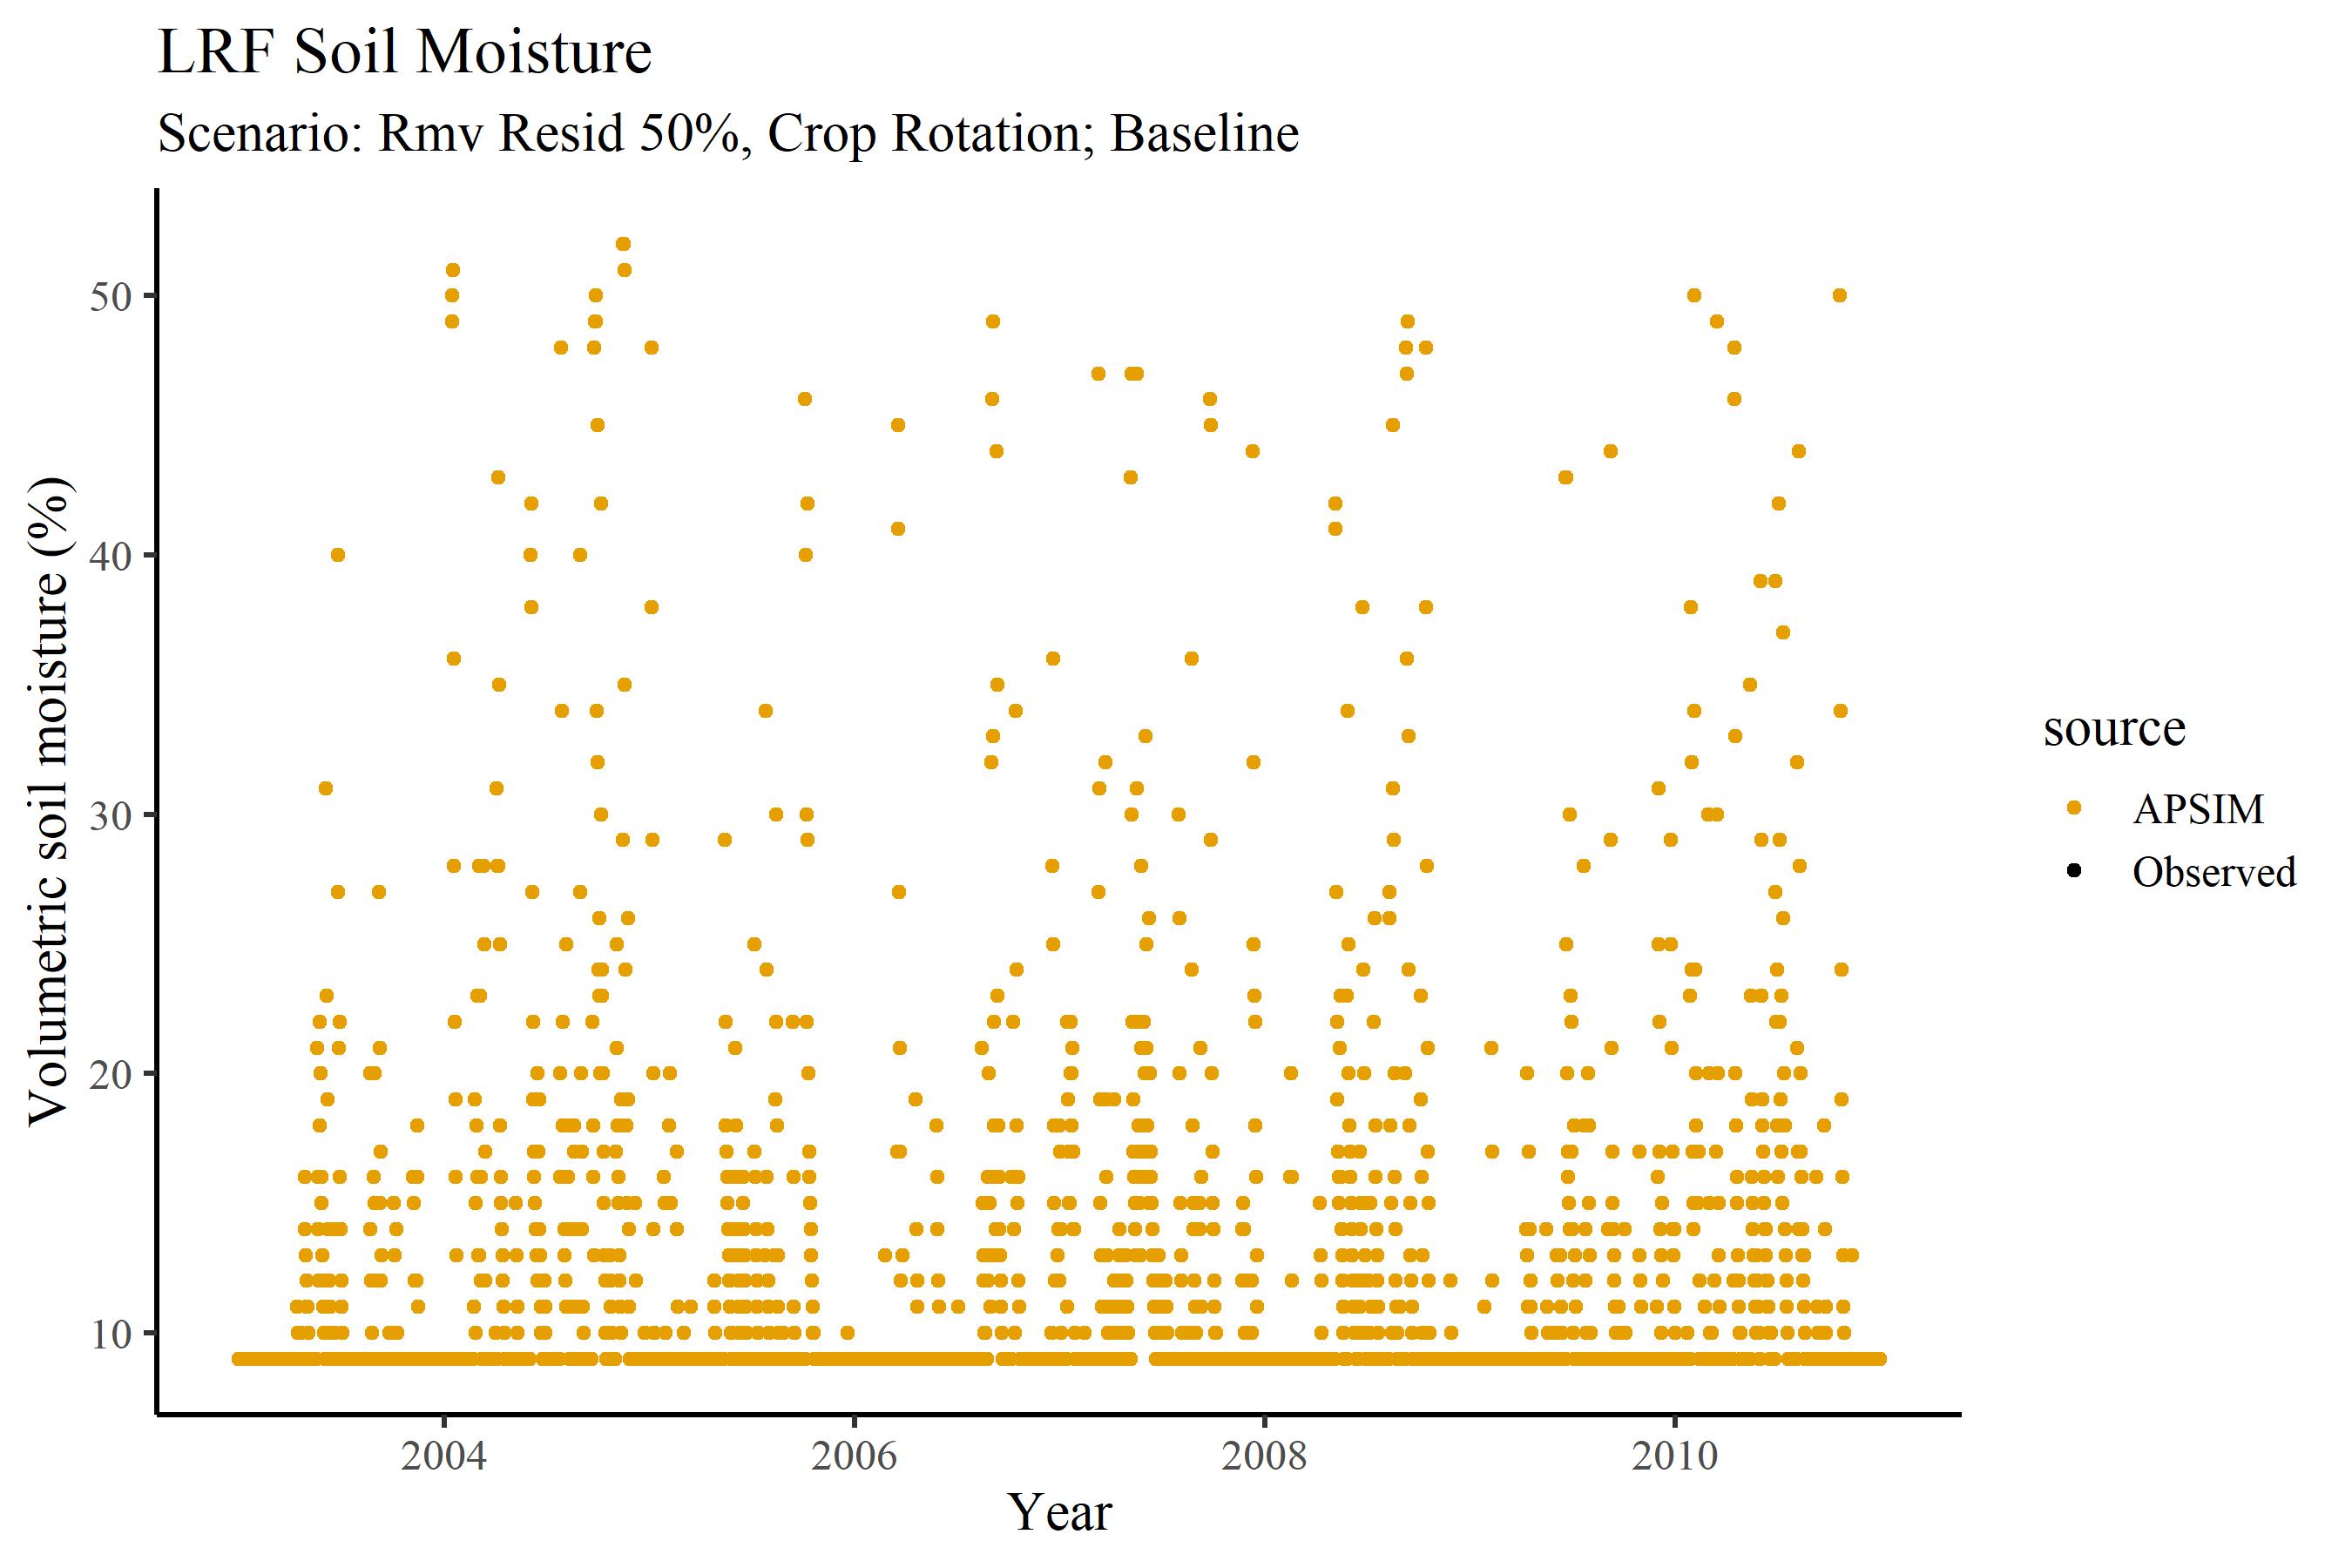 LRF Soil Moisture
Scenario: Rmv Resid 50%, Crop Rotation; Baseline
Volumetric soil moisture (%)
50
40
30
20
10
2004
2006
2008
2010
Year
source
APSIM
Observed